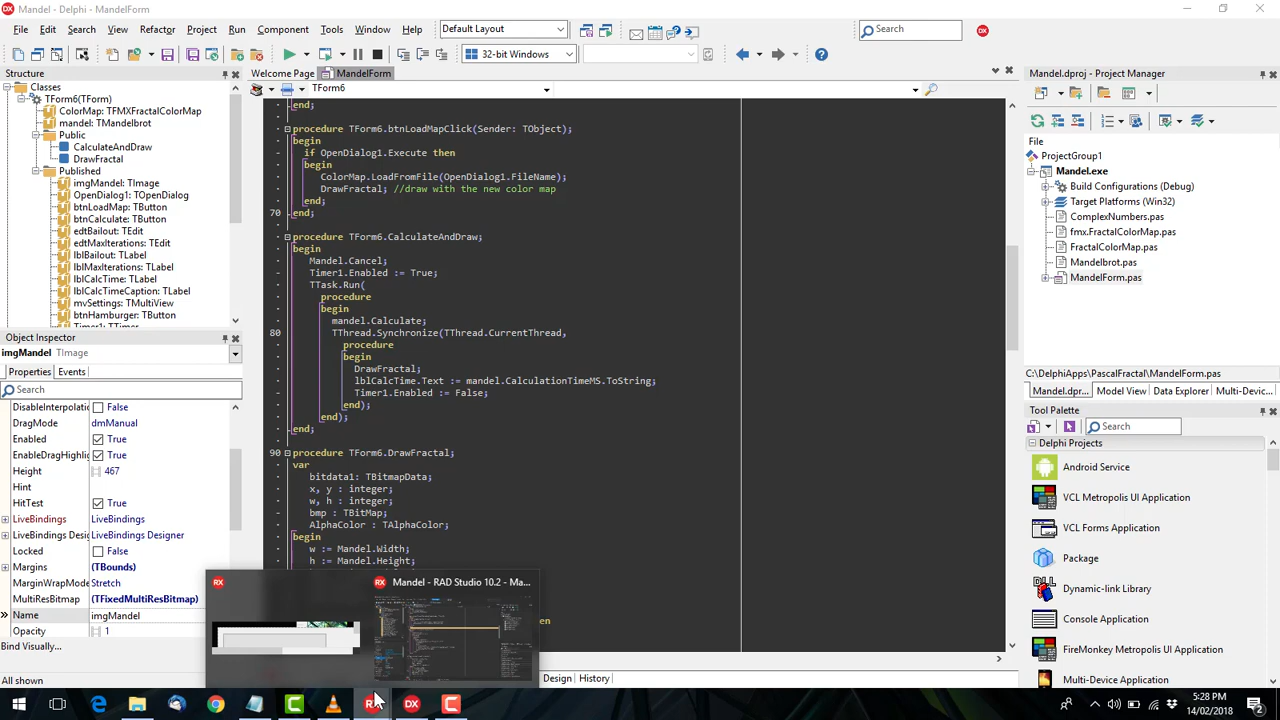 Mandel - Delphi - MandelForm
File Edit Search View Refactor Project Run Component Tools Window Help
Default Layout
Search
32-bit Windows
Structure
Classes
TForm6(TForm)
ColorMap: TFMXFractalColorMap
mandel: TMandelbrot
Public
CalculateAndDraw
DrawFractal
Published
imgMandel: TImage
OpenDialog1: TOpenDialog
btnLoadMap: TButton
btnCalculate: TButton
edtBailout: TEdit
edtMaxIterations: TEdit
lblBailout: TLabel
lblMaxIterations: TLabel
lblCalcTime: TLabel
lblCalcTimeCaption: TLabel
mvSettings: TMultiView
btnHamburger: TButton
Timer1: TTimer
Object Inspector
imgMandel TImage
Properties Events
Search
DisableInterpolati False
DragMode dmManual
Enabled True
EnableDragHighlig True
Height 467
Hint
HitTest True
LiveBindings LiveBindings
LiveBindings Desig LiveBindings Designer
Locked False
Margins (TBounds)
MarginWrapMode Stretch
MultiResBitmap (TFixedMultiResBitmap)
Name imgMandel
Opacity 1
Bind Visually...
All shown
Welcome Page MandelForm
TForm6
end;
procedure TForm6.btnLoadMapClick(Sender: TObject);
begin
if OpenDialog1.Execute then
begin
ColorMap.LoadFromFile(OpenDialog1.FileName);
DrawFractal; //draw with the new color map
end;
70 end;
procedure TForm6.CalculateAndDraw;
begin
Mandel.Cancel;
Timer1.Enabled := True;
TTask.Run(
procedure
begin
mandel.Calculate;
80 TThread.Synchronize(TThread.CurrentThread,
procedure
begin
DrawFractal;
lblCalcTime.Text := mandel.CalculationTimeMS.ToString;
Timer1.Enabled := False;
end);
end);
end;
90 procedure TForm6.DrawFractal;
var
bitdata1: TBitmapData;
x, y : integer;
w, h : integer;
bmp : TBitMap;
AlphaColor : TAlphaColor;
begin
w := Mandel.Width;
h := Mandel.Height;
Mandel - RAD Studio 10.2 - Ma...
Design History
Mandel.dproj - Project Manager
File
ProjectGroup1
Mandel.exe
Build Configurations (Debug)
Target Platforms (Win32)
ComplexNumbers.pas
fmx.FractalColorMap.pas
FractalColorMap.pas
Mandelbrot.pas
MandelForm.pas
C:\DelphiApps\PascalFractal\MandelForm.pas
Mandel.dpr... Model View Data Explorer Multi-Devic...
Tool Palette
Search
Delphi Projects
Android Service
VCL Metropolis UI Application
VCL Forms Application
Package
Dynamic-link Library
Console Application
FireMonkey Metropolis UI Application
Multi-Device Application
5:28 PM
14/02/2018